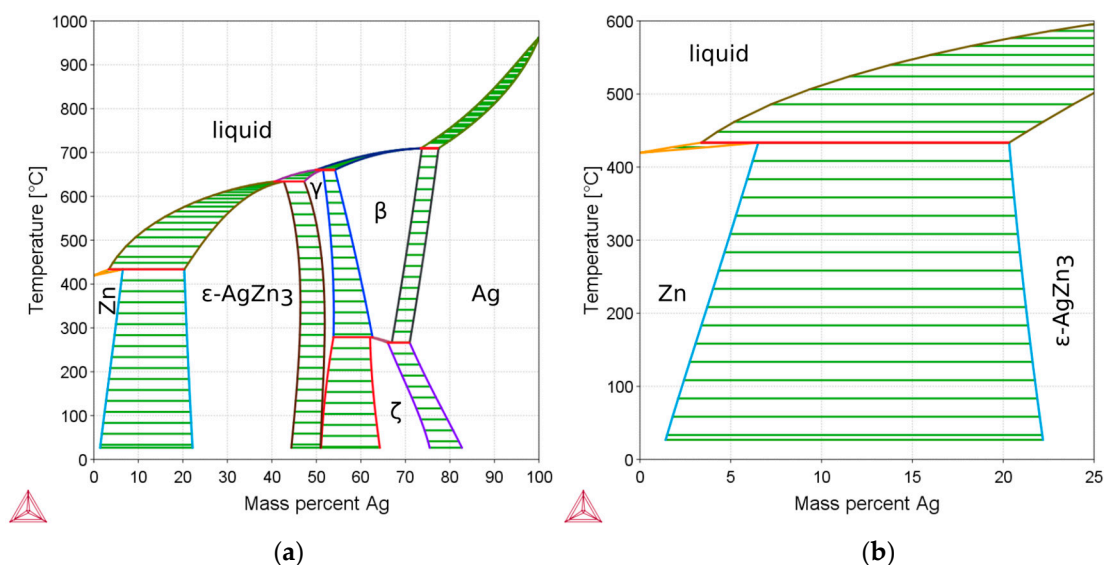 1000
900
800
700
600
500
400
300
200
100
0
Temperature [°C]
liquid
γ
β
Zn
ε-AgZn3
Ag
ζ
0 10 20 30 40 50 60 70 80 90 100
Mass percent Ag
(a)
600
500
400
300
200
100
0
Temperature [°C]
liquid
Zn
ε-AgZn3
0 5 10 15 20 25
Mass percent Ag
(b)